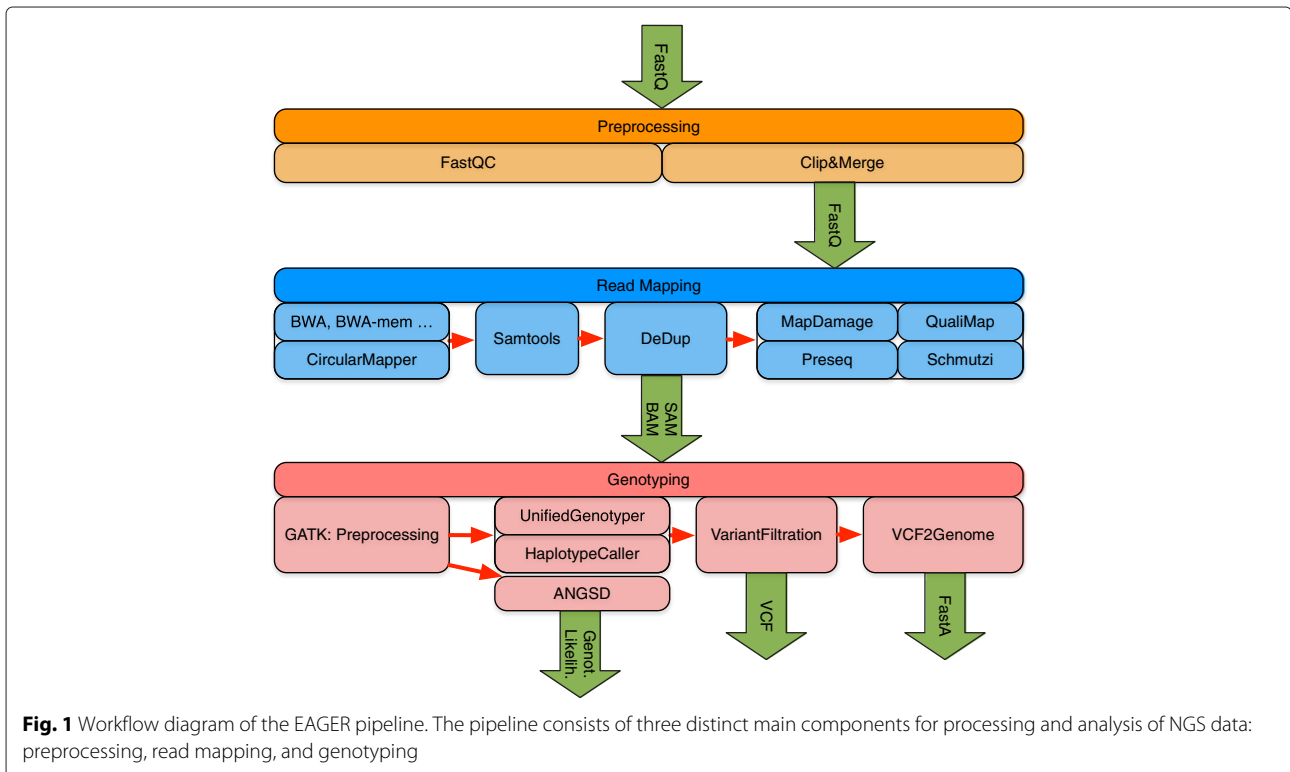 FastQ
Preprocessing
FastQC
Clip&Merge
FastQ
Read Mapping
BWA, BWA-mem ...
CircularMapper
Samtools
DeDup
MapDamage
QualiMap
Preseq
Schmutzi
SAM
BAM
Genotyping
GATK: Preprocessing
UnifiedGenotyper
HaplotypeCaller
ANGSD
VariantFiltration
VCF2Genome
Genot.
Likelih.
VCF
FastA
Fig. 1 Workflow diagram of the EAGER pipeline. The pipeline consists of three distinct main components for processing and analysis of NGS data:
preprocessing, read mapping, and genotyping